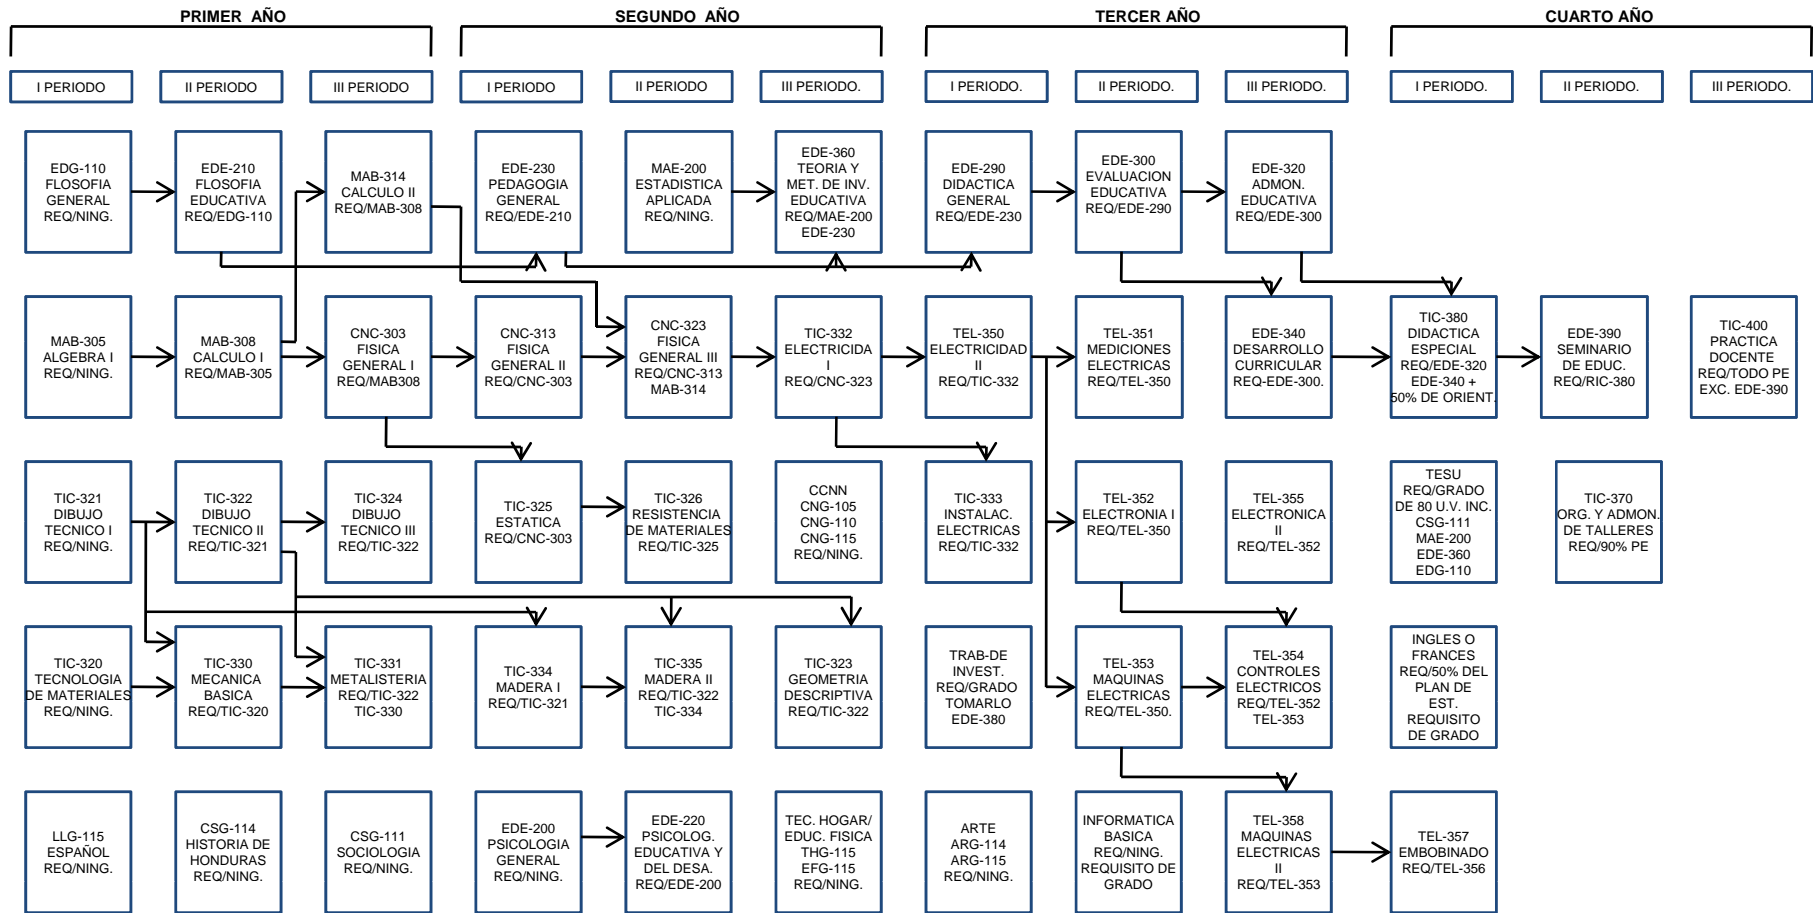 PRIMER AÑO
SEGUNDO AÑO
TERCER AÑO
CUARTO AÑO
I PERIODO
II PERIODO
III PERIODO
I PERIODO
II PERIODO
III PERIODO.
I PERIODO.
II PERIODO.
III PERIODO.
I PERIODO.
II PERIODO.
III PERIODO.
EDG-110
FLOSOFIA
GENERAL
REQ/NING.
EDE-210
FLOSOFIA
EDUCATIVA
REQ/EDG-110
MAB-314
CALCULO II
REQ/MAB-308
EDE-230
PEDAGOGIA
GENERAL
REQ/EDE-210
MAE-200
ESTADISTICA
APLICADA
REQ/NING.
EDE-360
TEORIA Y
MET. DE INV.
EDUCATIVA
REQ/MAE-200
EDE-230
EDE-290
DIDACTICA
GENERAL
REQ/EDE-230
EDE-300
EVALUACION
EDUCATIVA
REQ/EDE-290
EDE-320
ADMON.
EDUCATIVA
REQ/EDE-300
MAB-305
ALGEBRA I
REQ/NING.
MAB-308
CALCULO I
REQ/MAB-305
CNC-303
FISICA
GENERAL I
REQ/MAB308
CNC-313
FISICA
GENERAL II
REQ/CNC-303
CNC-323
FISICA
GENERAL III
REQ/CNC-313
MAB-314
TIC-332
ELECTRICIDA
I
REQ/CNC-323
TEL-350
ELECTRICIDAD
II
REQ/TIC-332
TEL-351
MEDICIONES
ELECTRICAS
REQ/TEL-350
EDE-340
DESARROLLO
CURRICULAR
REQ-EDE-300.
TIC-380
DIDACTICA
ESPECIAL
REQ/EDE-320
EDE-340 +
50% DE ORIENT.
EDE-390
SEMINARIO
DE EDUC.
REQ/RIC-380
TIC-400
PRACTICA
DOCENTE
REQ/TODO PE
EXC. EDE-390
TIC-321
DIBUJO
TECNICO I
REQ/NING.
TIC-322
DIBUJO
TECNICO II
REQ/TIC-321
TIC-324
DIBUJO
TECNICO III
REQ/TIC-322
TIC-325
ESTATICA
REQ/CNC-303
TIC-326
RESISTENCIA
DE MATERIALES
REQ/TIC-325
CCNN
CNG-105
CNG-110
CNG-115
REQ/NING.
TIC-333
INSTALAC.
ELECTRICAS
REQ/TIC-332
TEL-352
ELECTRONIA I
REQ/TEL-350
TEL-355
ELECTRONICA
II
REQ/TEL-352
TESU
REQ/GRADO
DE 80 U.V. INC.
CSG-111
MAE-200
EDE-360
EDG-110
TIC-370
ORG. Y ADMON.
DE TALLERES
REQ/90% PE
TIC-320
TECNOLOGIA
DE MATERIALES
REQ/NING.
TIC-330
MECANICA
BASICA
REQ/TIC-320
TIC-331
METALISTERIA
REQ/TIC-322
TIC-330
TIC-334
MADERA I
REQ/TIC-321
TIC-335
MADERA II
REQ/TIC-322
TIC-334
TIC-323
GEOMETRIA
DESCRIPTIVA
REQ/TIC-322
TRAB-DE
INVEST.
REQ/GRADO
TOMARLO
EDE-380
TEL-353
MAQUINAS
ELECTRICAS
REQ/TEL-350.
TEL-354
CONTROLES
ELECTRICOS
REQ/TEL-352
TEL-353
INGLES O
FRANCES
REQ/50% DEL
PLAN DE
EST.
REQUISITO
DE GRADO
LLG-115
ESPAÑOL
REQ/NING.
CSG-114
HISTORIA DE
HONDURAS
REQ/NING.
CSG-111
SOCIOLOGIA
REQ/NING.
EDE-200
PSICOLOGIA
GENERAL
REQ/NING.
EDE-220
PSICOLOG.
EDUCATIVA Y
DEL DESA.
REQ/EDE-200
TEC. HOGAR/
EDUC. FISICA
THG-115
EFG-115
REQ/NING.
ARTE
ARG-114
ARG-115
REQ/NING.
INFORMATICA
BASICA
REQ/NING.
REQUISITO DE
GRADO
TEL-358
MAQUINAS
ELECTRICAS
II
REQ/TEL-353
TEL-357
EMBOBINADO
REQ/TEL-356